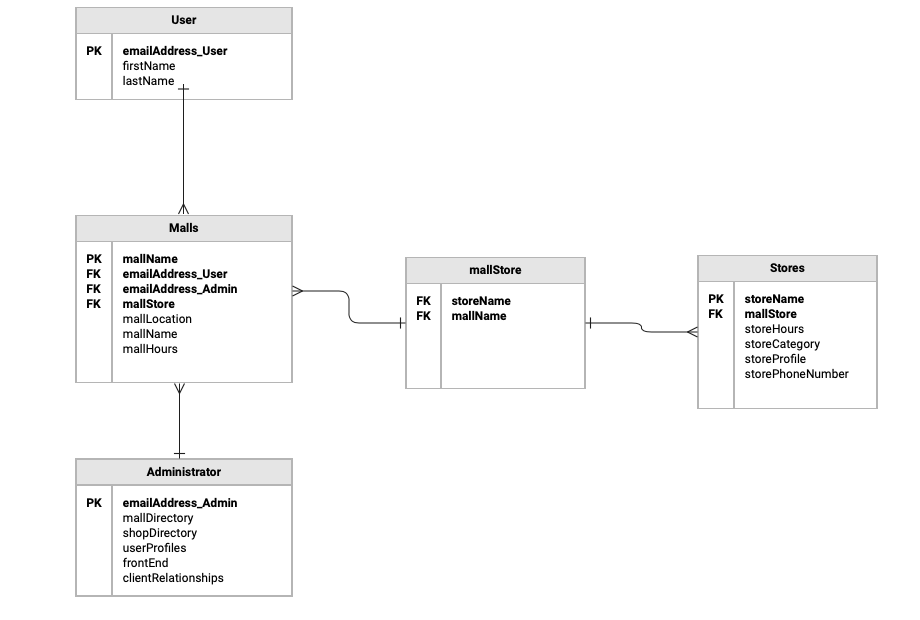 User
PK emailAddress_User
firstName
lastName
Malls
PK mallName
FK emailAddress_User
FK emailAddress_Admin
FK mallStore
mallLocation
mallName
mallHours
mallStore
FK storeName
FK mallName
Stores
PK storeName
FK mallStore
storeHours
storeCategory
storeProfile
storePhoneNumber
Administrator
PK emailAddress_Admin
mallDirectory
shopDirectory
userProfiles
frontEnd
clientRelationships